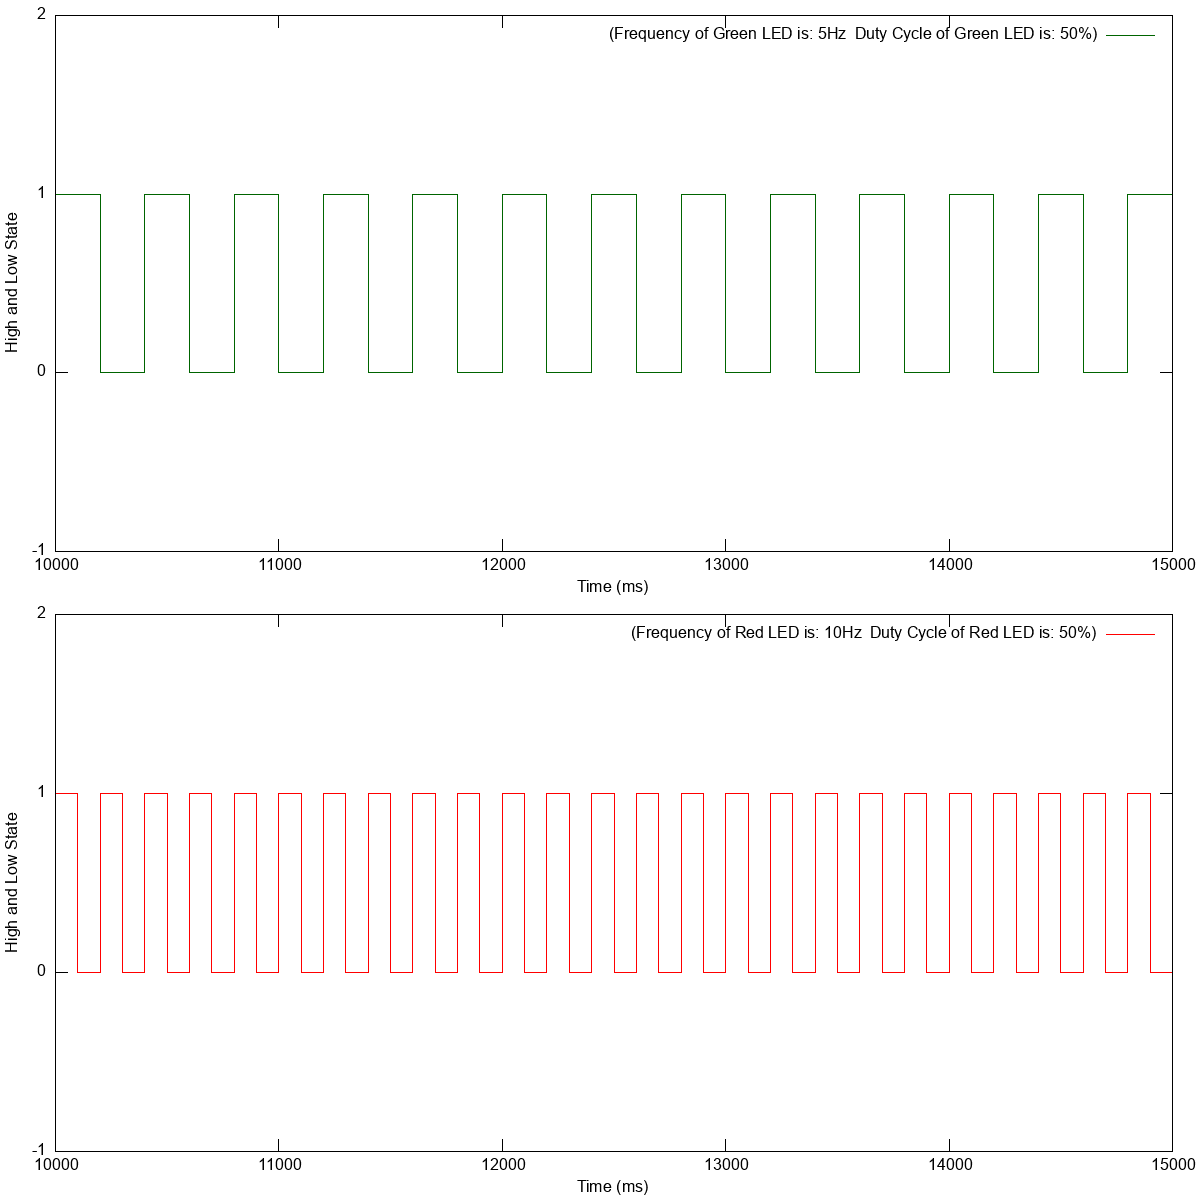 2
(Frequency of Green LED is: 5Hz  Duty Cycle of Green LED is: 50%)
1
High and Low State
0
-1
10000 11000 12000 13000 14000 15000
Time (ms)
2
(Frequency of Red LED is: 10Hz  Duty Cycle of Red LED is: 50%)
1
High and Low State
0
-1
10000 11000 12000 13000 14000 15000
Time (ms)